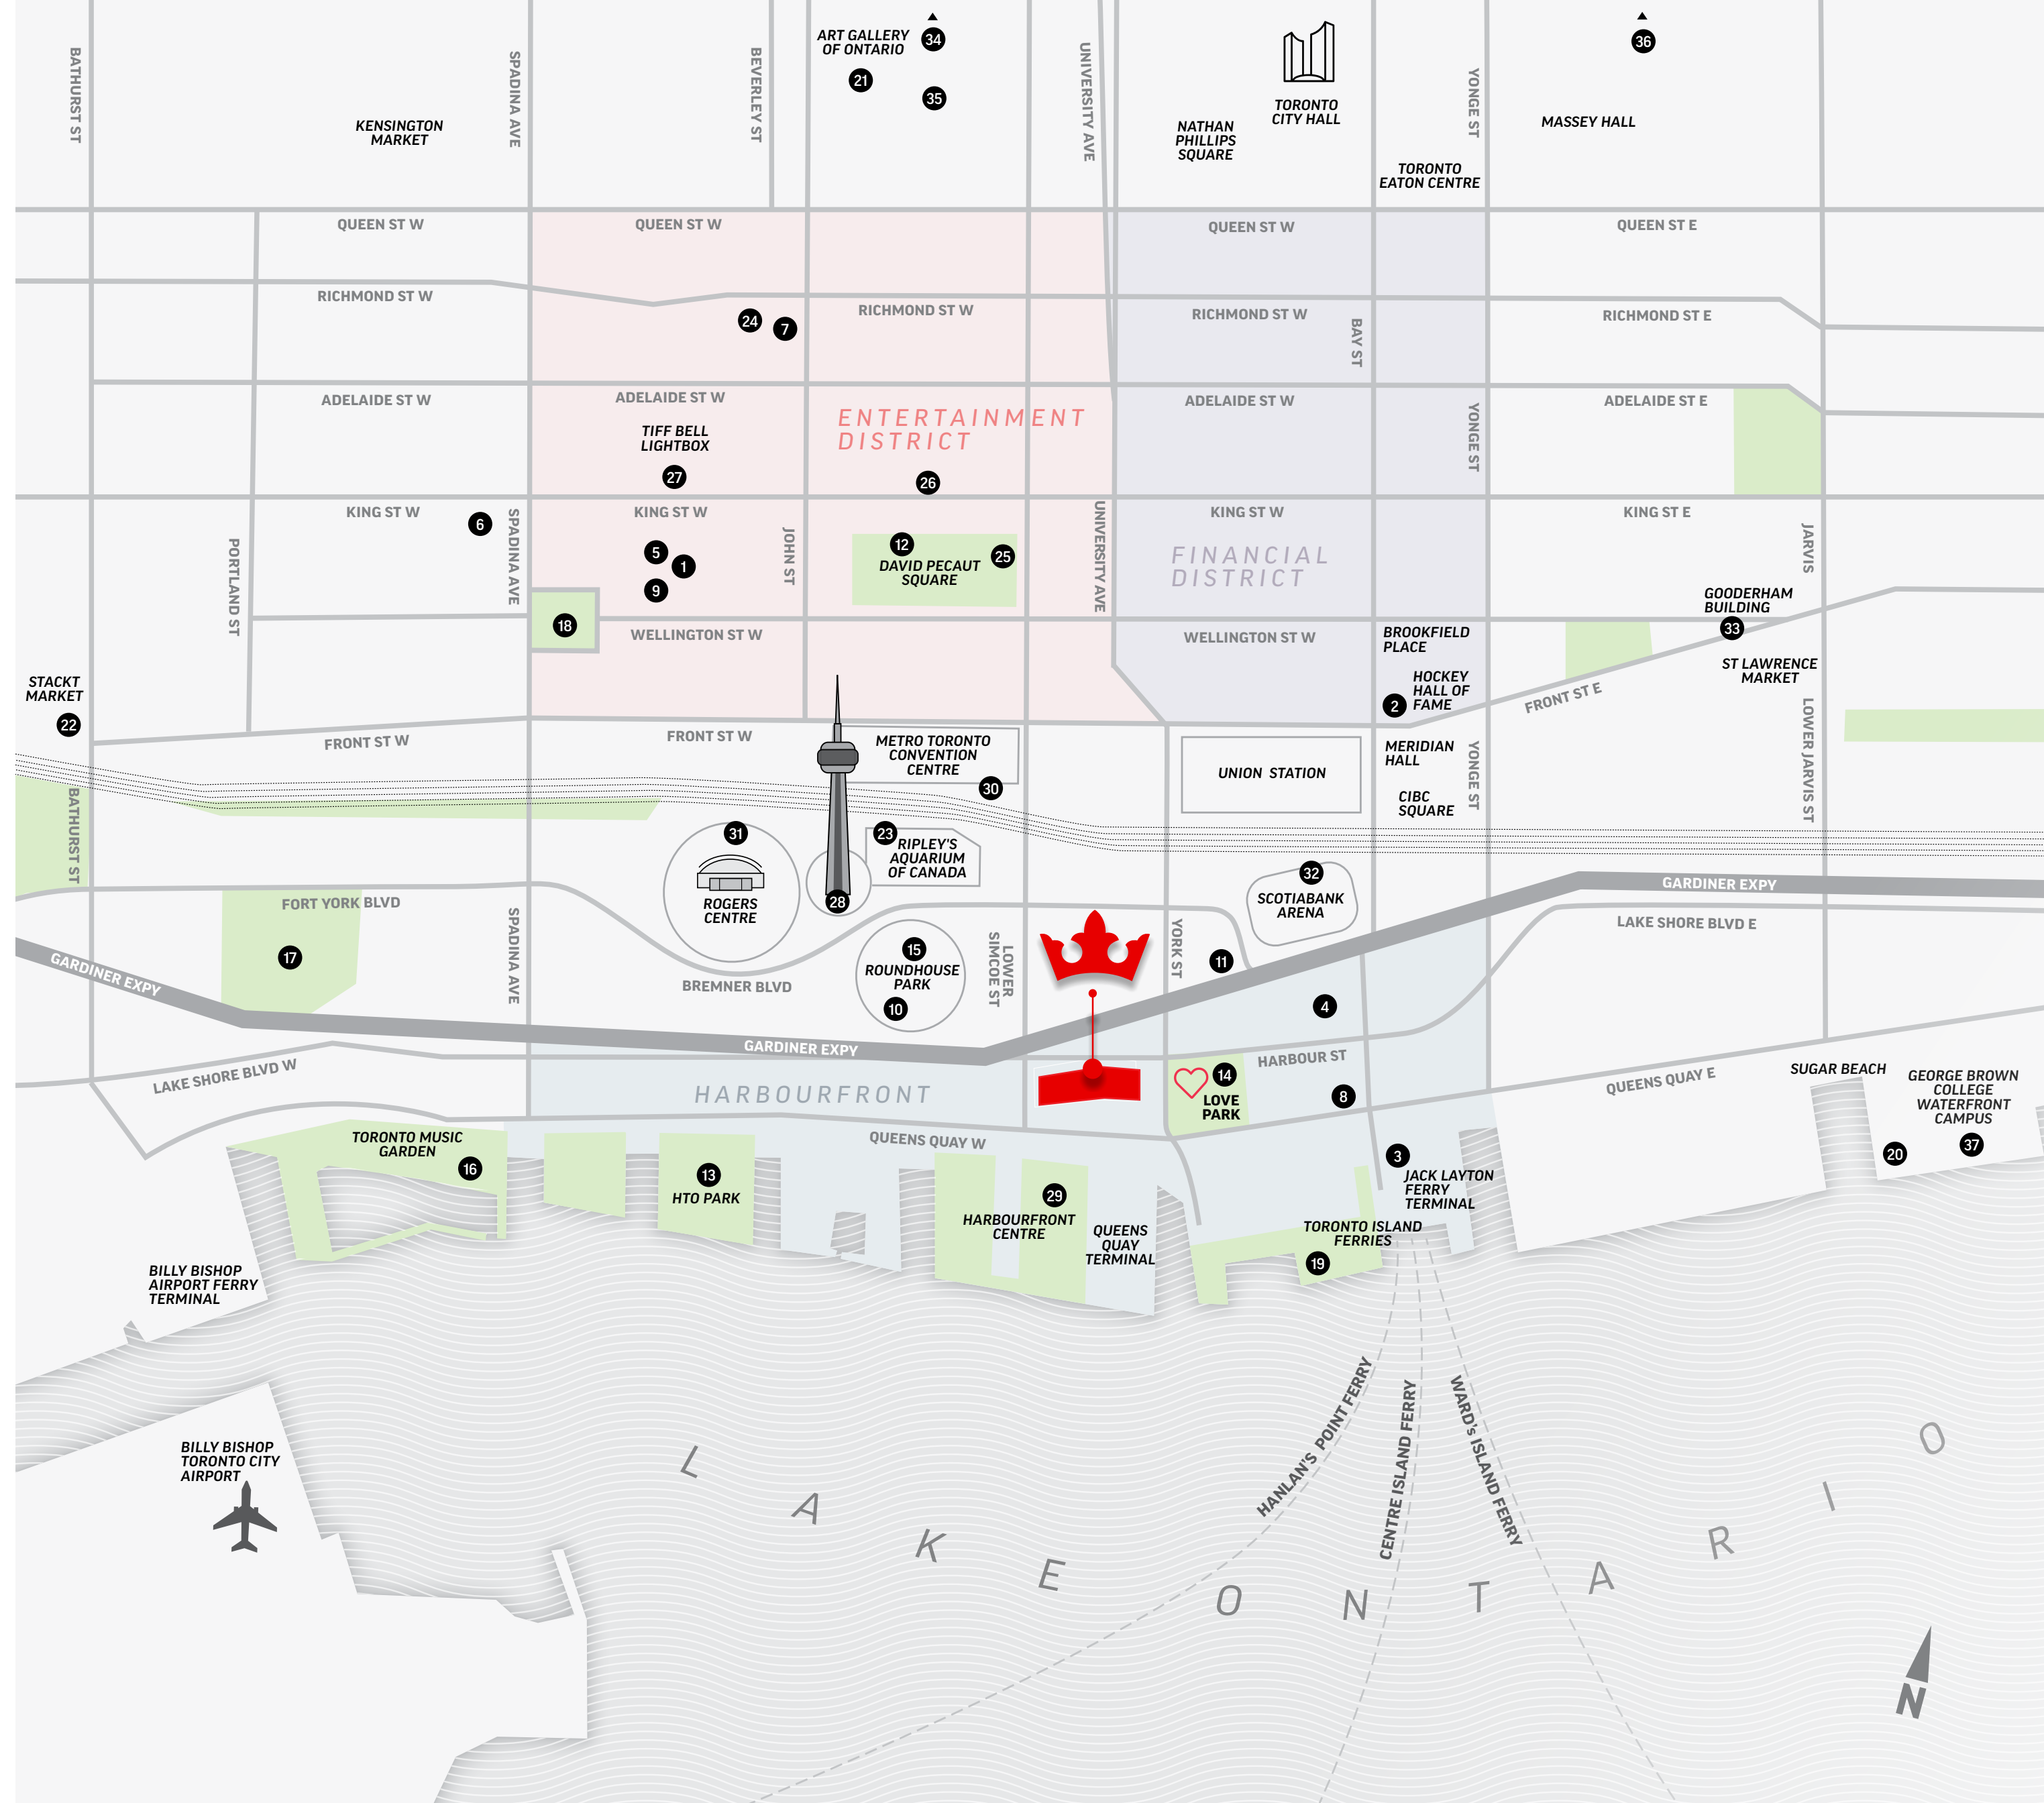 BATHURST ST
SPADINA AVE
BEVERLEY ST
ART GALLERY
OF ONTARIO
34
21
35
UNIVERSITY AVE
TORONTO
CITY HALL
NATHAN
PHILLIPS
SQUARE
YONGE ST
36
MASSEY HALL
TORONTO
EATON CENTRE
KENSINGTON
MARKET
QUEEN ST W
QUEEN ST W
QUEEN ST W
QUEEN ST E
RICHMOND ST W
RICHMOND ST W
RICHMOND ST W
RICHMOND ST E
24
7
BAY ST
ADELAIDE ST W
ADELAIDE ST W
ADELAIDE ST W
ADELAIDE ST E
ENTERTAINMENT
DISTRICT
TIFF BELL
LIGHTBOX
27
26
YONGE ST
KING ST W
KING ST W
KING ST W
KING ST E
6
SPADINA AVE
PORTLAND ST
5
1
9
JOHN ST
12
25
DAVID PECAUT
SQUARE
UNIVERSITY AVE
FINANCIAL
DISTRICT
JARVIS
GOODERHAM
BUILDING
33
18
WELLINGTON ST W
WELLINGTON ST W
BROOKFIELD
PLACE
HOCKEY
HALL OF
FAME
2
ST LAWRENCE
MARKET
FRONT ST E
LOWER JARVIS ST
STACKT
MARKET
22
FRONT ST W
FRONT ST W
METRO TORONTO
CONVENTION
CENTRE
30
UNION STATION
MERIDIAN
HALL
YONGE ST
CIBC
SQUARE
BATHURST ST
31
ROGERS
CENTRE
28
23
RIPLEY'S
AQUARIUM
OF CANADA
32
SCOTIABANK
ARENA
GARDINER EXPY
FORT YORK BLVD
LAKE SHORE BLVD E
17
SPADINA AVE
GARDINER EXPY
BREMNER BLVD
15
ROUNDHOUSE
PARK
10
LOWER
SIMCOE ST
YORK ST
11
4
GARDINER EXPY
LAKE SHORE BLVD W
HARBOURFRONT
HARBOUR ST
14
LOVE
PARK
8
QUEENS QUAY E
SUGAR BEACH
GEORGE BROWN
COLLEGE
WATERFRONT
CAMPUS
20
37
TORONTO MUSIC
GARDEN
16
QUEENS QUAY W
13
HTO PARK
29
HARBOURFRONT
CENTRE
QUEENS
QUAY
TERMINAL
3
JACK LAYTON
FERRY
TERMINAL
TORONTO ISLAND
FERRIES
19
BILLY BISHOP
AIRPORT FERRY
TERMINAL
BILLY BISHOP
TORONTO CITY
AIRPORT
HANLAN'S POINT FERRY
CENTRE ISLAND FERRY
WARD's ISLAND FERRY
LAKE ONTARIO
N